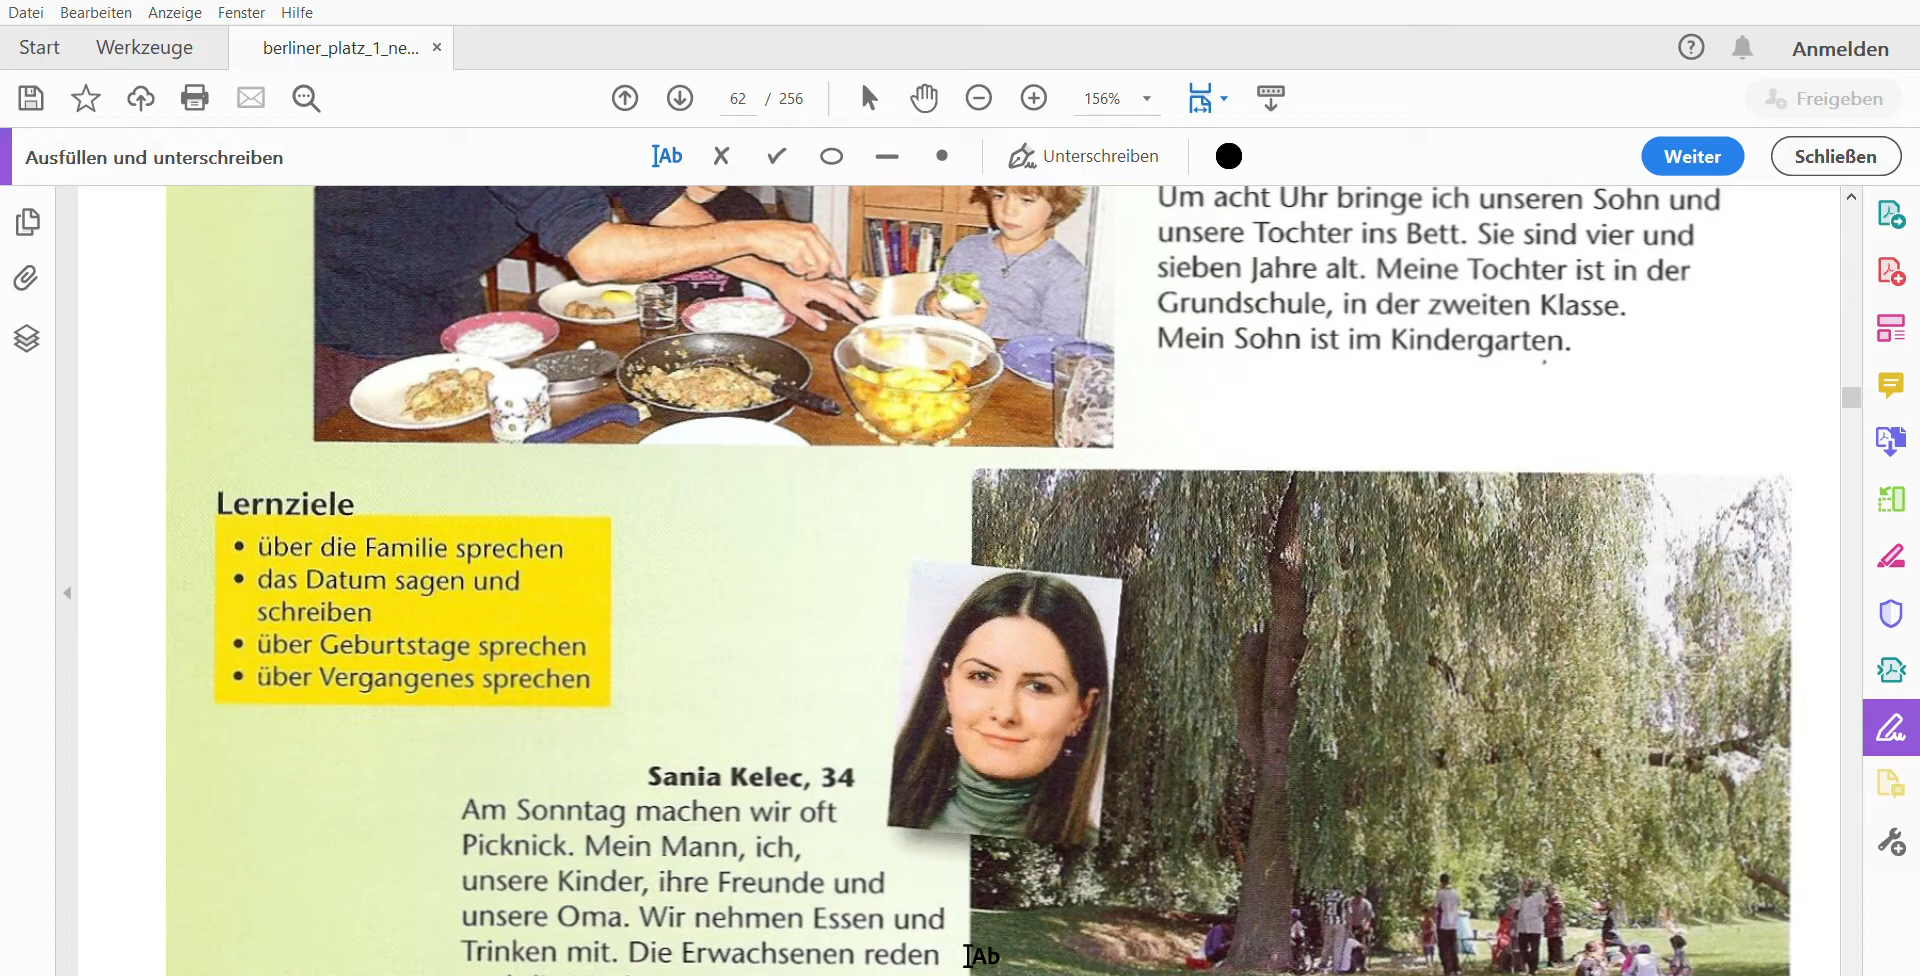 Datei Bearbeiten Anzeige Fenster Hilfe
Start Werkzeuge berliner_platz_1_ne... × ? Anmelden
62 / 256 156% Freigeben
Ausfüllen und unterschreiben Ab Unterschreiben Weiter Schließen
Um acht Uhr bringe ich unseren Sohn und
unsere Tochter ins Bett. Sie sind vier und
sieben Jahre alt. Meine Tochter ist in der
Grundschule, in der zweiten Klasse.
Mein Sohn ist im Kindergarten.
Lernziele
• über die Familie sprechen
• das Datum sagen und
schreiben
• über Geburtstage sprechen
• über Vergangenes sprechen
Sania Kelec, 34
Am Sonntag machen wir oft
Picknick. Mein Mann, ich,
unsere Kinder, ihre Freunde und
unsere Oma. Wir nehmen Essen und
Trinken mit. Die Erwachsenen reden
Ab